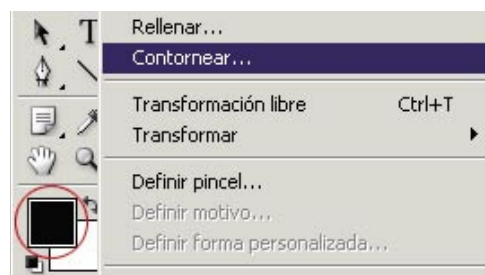 T
Rellenar...
Contornear...
Transformación libre Ctrl+T
Transformar
Definir pincel...
Definir motivo...
Definir forma personalizada...